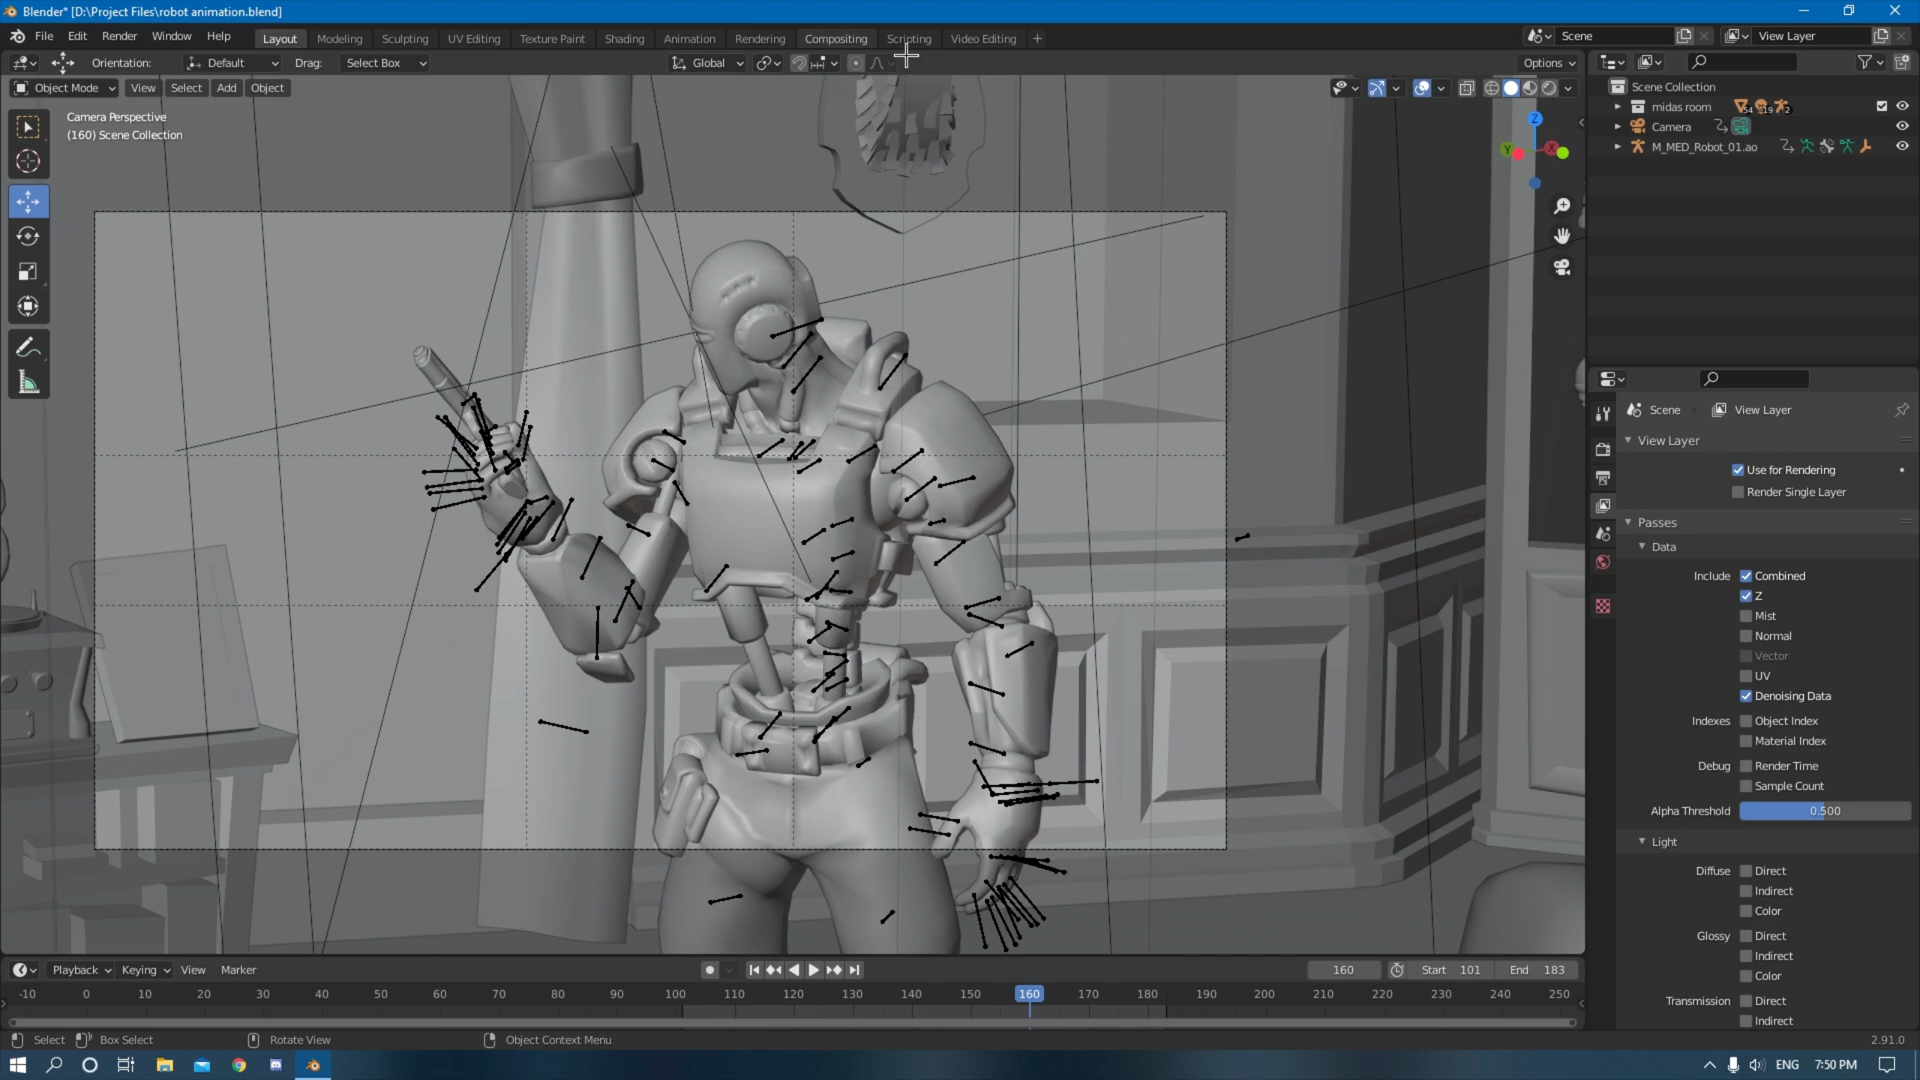 Blender* [D:\Project Files\robot animation.blend]
File Edit Render Window Help
Layout Modeling Sculpting UV Editing Texture Paint Shading Animation Rendering Compositing Scripting Video Editing +
Scene
View Layer
Orientation: Default Drag: Select Box
Global
Options
Object Mode View Select Add Object
Camera Perspective
(160) Scene Collection
Z
Y
X
Scene Collection
midas room 54 19 2
Camera
M_MED_Robot_01.ao
Scene View Layer
View Layer
Use for Rendering
Render Single Layer
Passes
Data
Include Combined
Z
Mist
Normal
Vector
UV
Denoising Data
Indexes Object Index
Material Index
Debug Render Time
Sample Count
Alpha Threshold 0.500
Light
Diffuse Direct
Indirect
Color
Glossy Direct
Indirect
Color
Transmission Direct
Indirect
Playback Keying View Marker
160 Start 101 End 183
-10 0 10 20 30 40 50 60 70 80 90 100 110 120 130 140 150 160 170 180 190 200 210 220 230 240 250
Select Box Select Rotate View Object Context Menu 2.91.0
ENG 7:50 PM